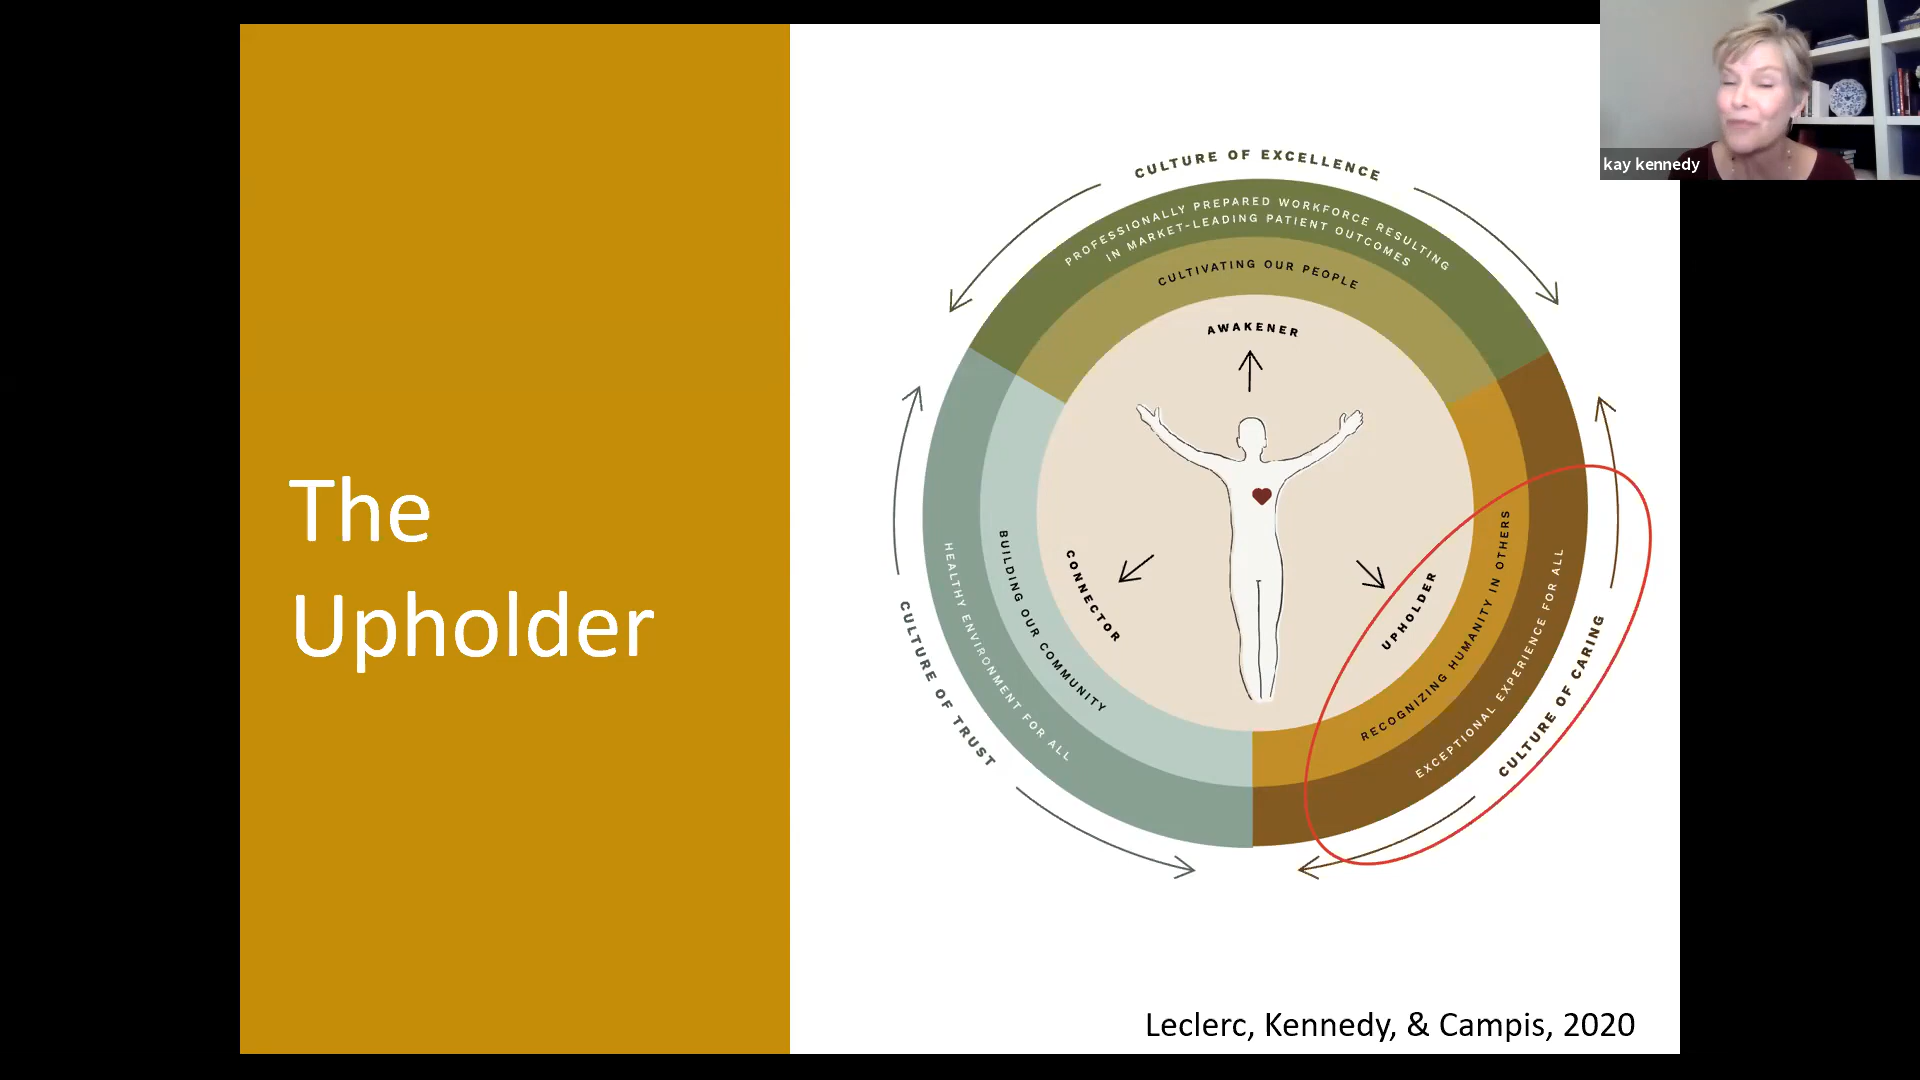 The
Upholder
CULTURE OF EXCELLENCE
PROFESSIONALLY PREPARED WORKFORCE RESULTING
IN MARKET-LEADING PATIENT OUTCOMES
CULTIVATING OUR PEOPLE
AWAKENER
CONNECTOR
BUILDING OUR COMMUNITY
HEALTHY ENVIRONMENT FOR ALL
CULTURE OF TRUST
UPHOLDER
RECOGNIZING HUMANITY IN OTHERS
EXCEPTIONAL EXPERIENCE FOR ALL
CULTURE OF CARING
Leclerc, Kennedy, & Campis, 2020
kay kennedy